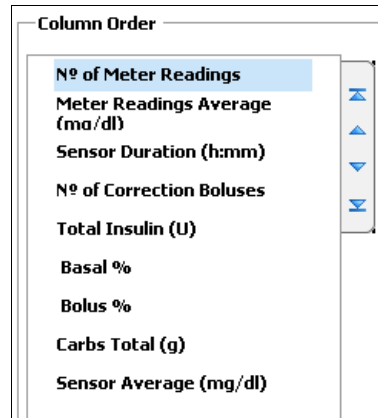 Column Order
Nº of Meter Readings
Meter Readings Average
(mg/dl)
Sensor Duration (h:mm)
Nº of Correction Boluses
Total Insulin (U)
Basal %
Bolus %
Carbs Total (g)
Sensor Average (mg/dl)